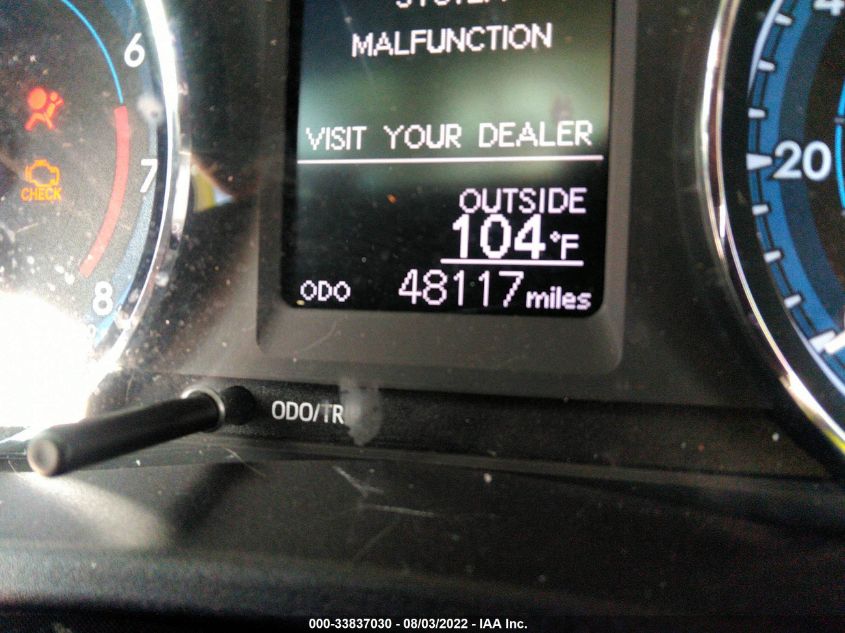 SYSTEM
MALFUNCTION
VISIT YOUR DEALER
OUTSIDE
104°F
ODO 48117 miles
6
7
8
CHECK
20
ODO/TR
000-33837030 - 08/03/2022 - IAA Inc.